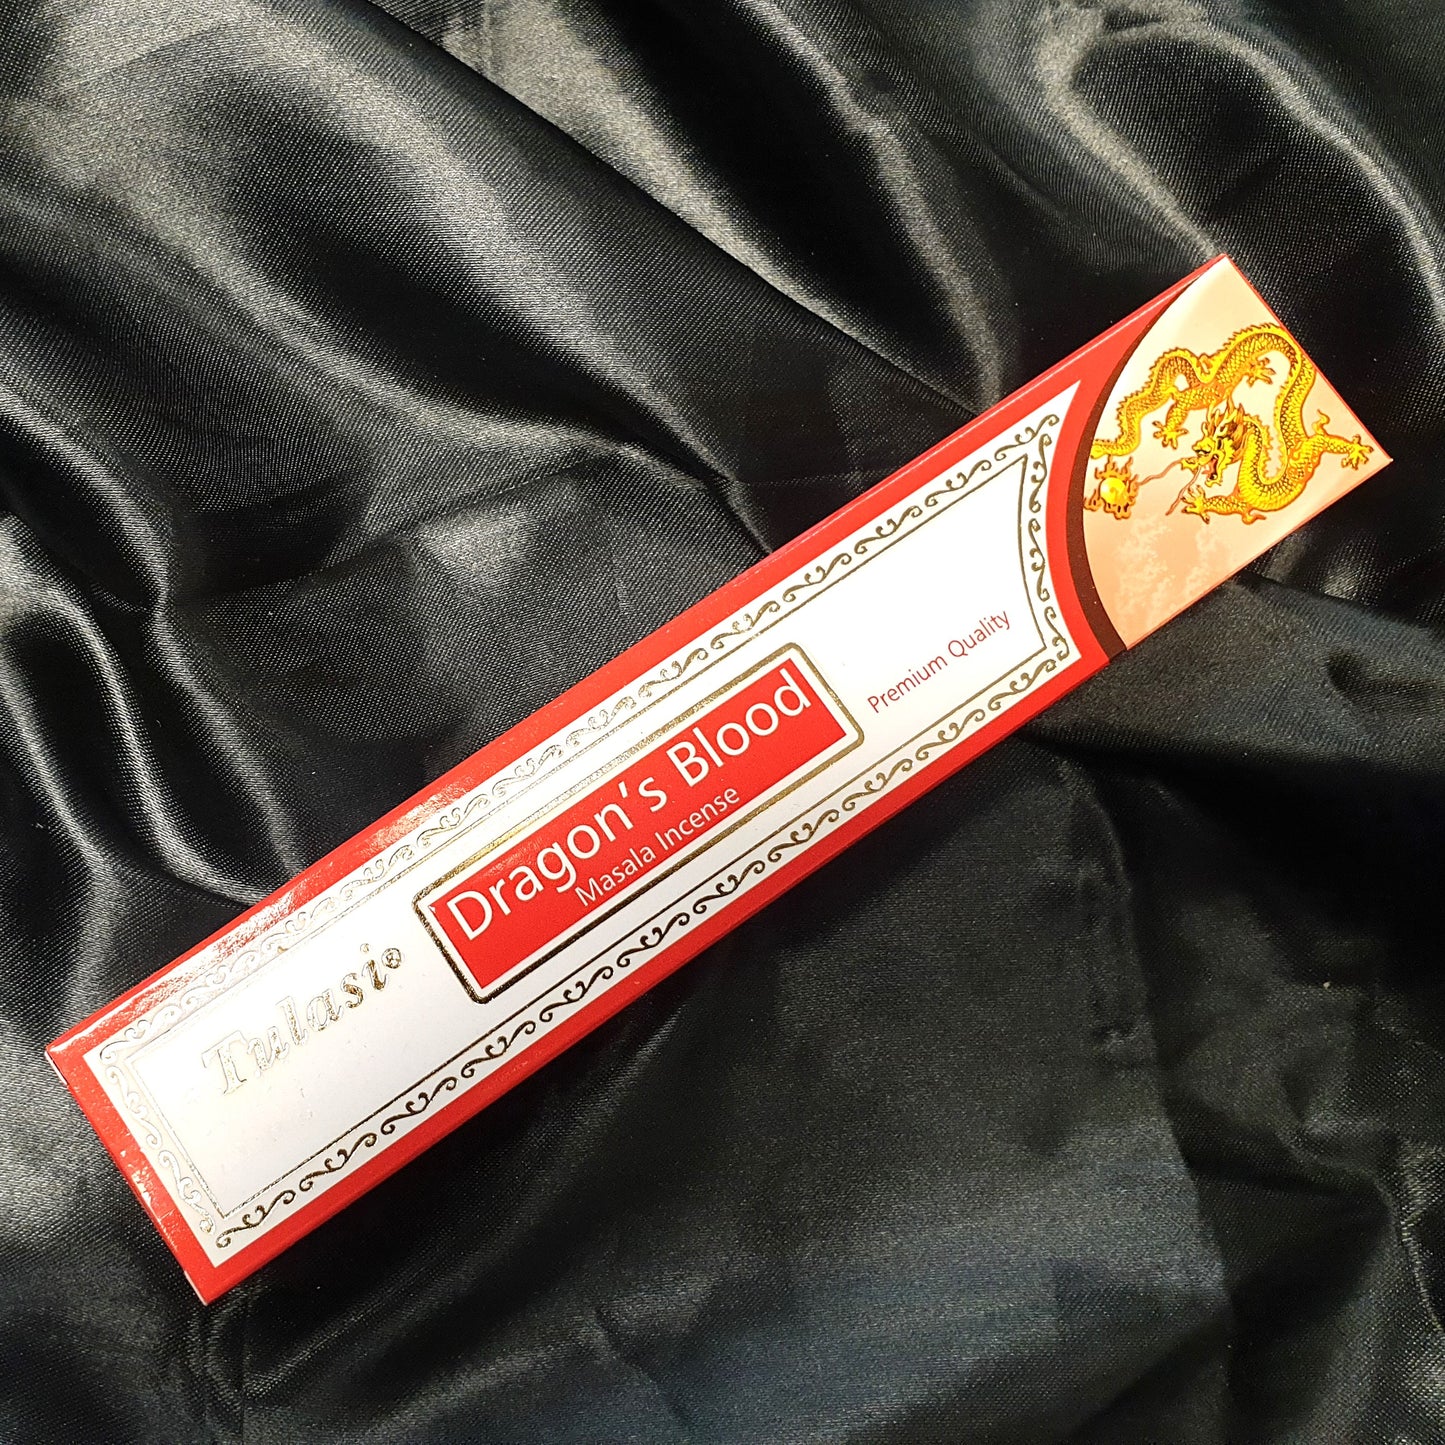 Tulasi®
Dragon's Blood
Masala Incense
Premium Quality